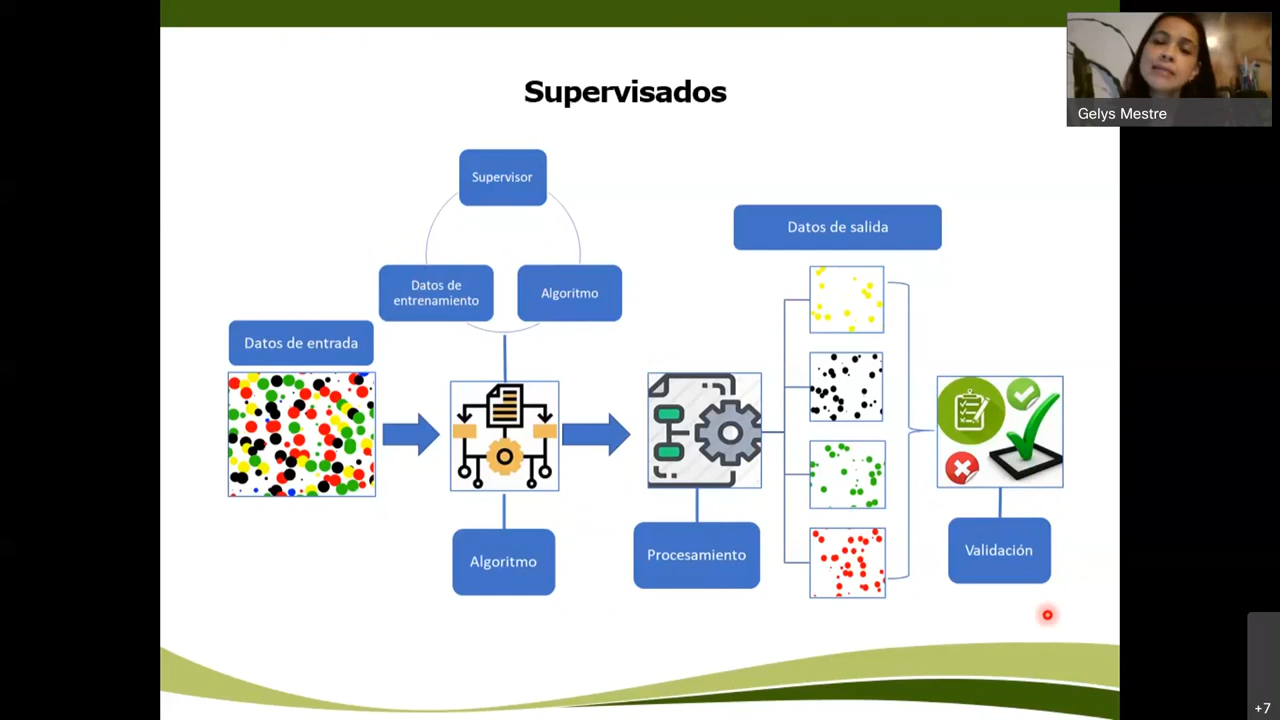 Supervisados
Gelys Mestre
Supervisor
Datos de
entrenamiento
Algoritmo
Datos de salida
Datos de entrada
Algoritmo
Procesamiento
Validación
+7